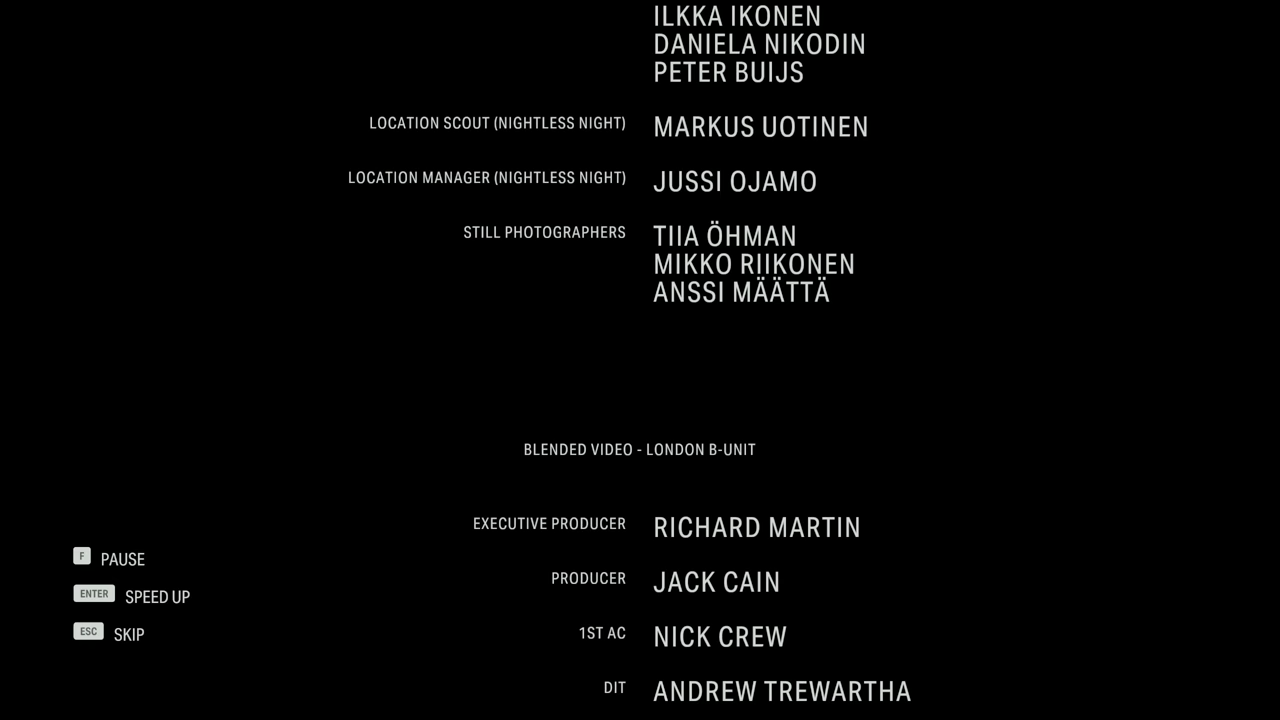 ILKKA IKONEN
DANIELA NIKODIN
PETER BUIJS
LOCATION SCOUT (NIGHTLESS NIGHT) MARKUS UOTINEN
LOCATION MANAGER (NIGHTLESS NIGHT) JUSSI OJAMO
STILL PHOTOGRAPHERS TIIA ÖHMAN
MIKKO RIIKONEN
ANSSI MÄÄTTÄ
BLENDED VIDEO - LONDON B-UNIT
EXECUTIVE PRODUCER RICHARD MARTIN
PRODUCER JACK CAIN
1ST AC NICK CREW
DIT ANDREW TREWARTHA
F PAUSE
ENTER SPEED UP
ESC SKIP